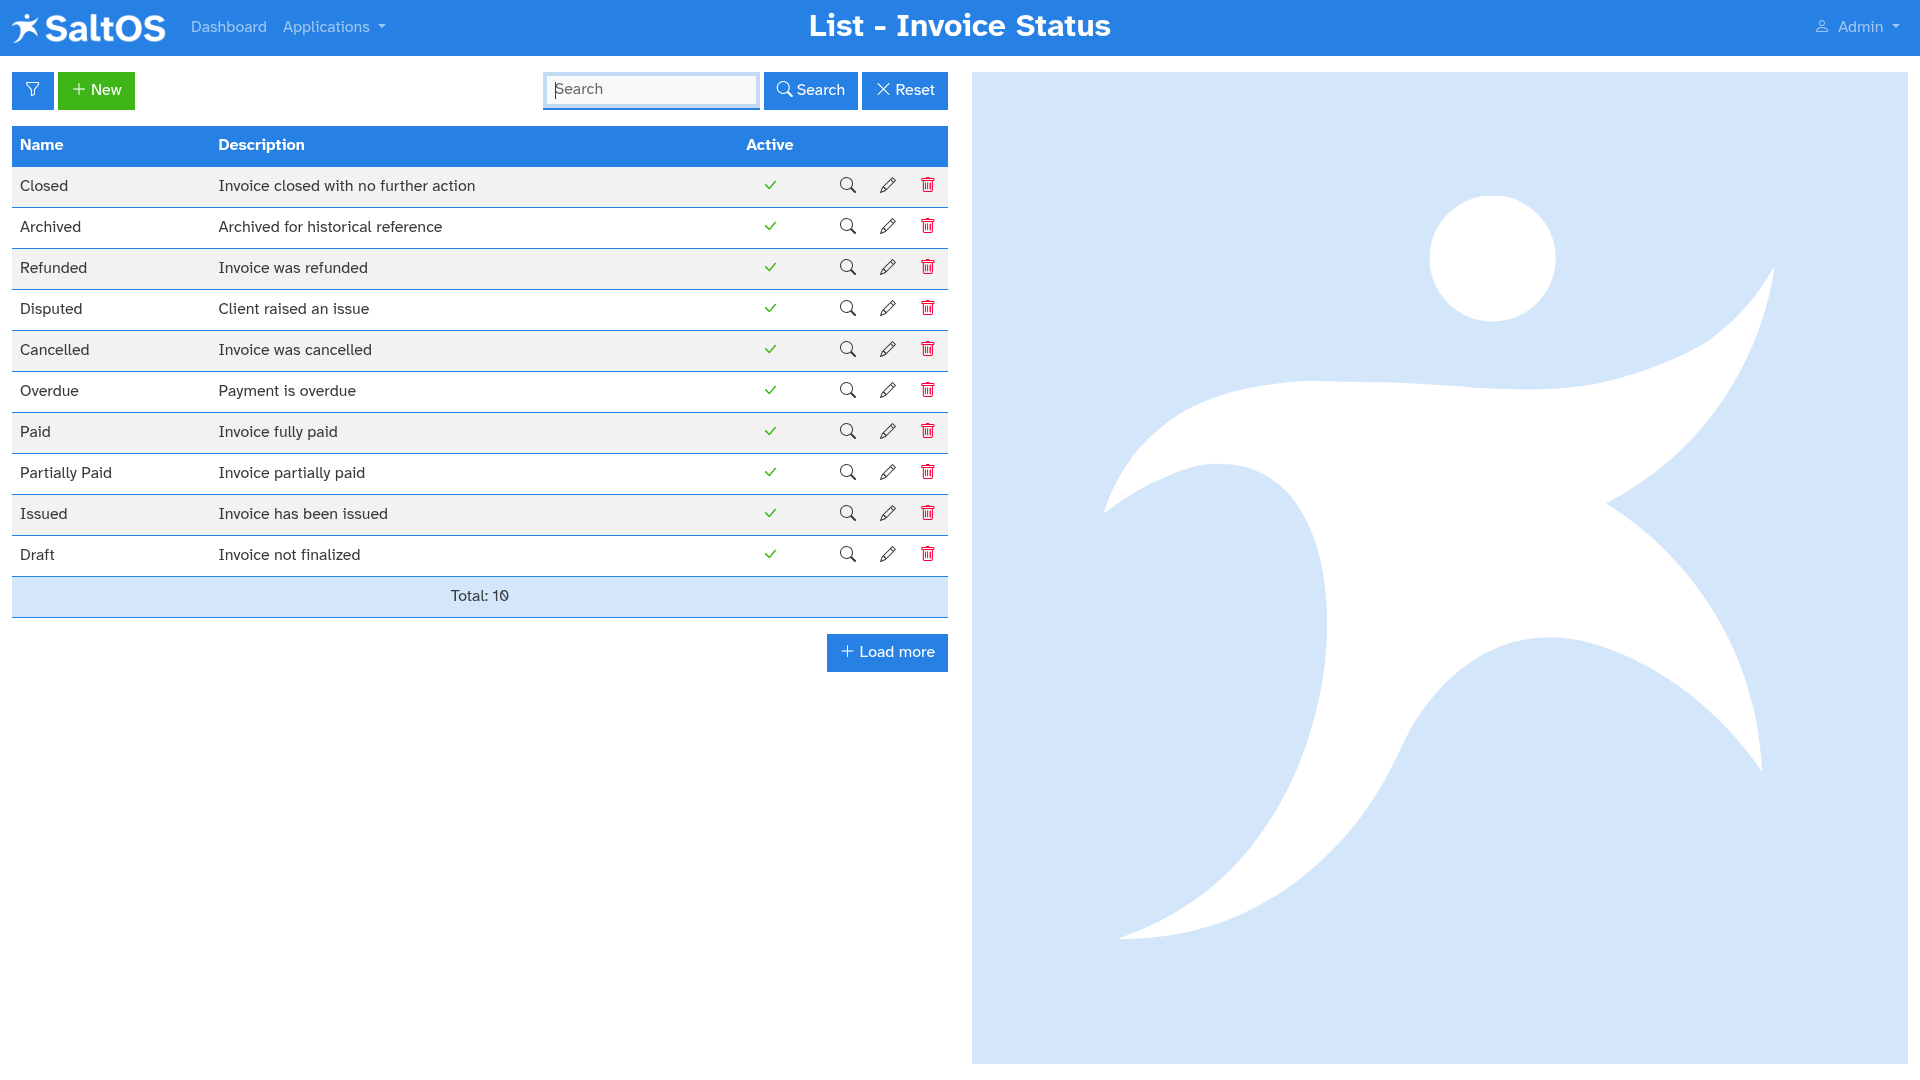 SaltOS Dashboard Applications List - Invoice Status Admin
New Search Search Reset
Name Description Active
Closed Invoice closed with no further action
Archived Archived for historical reference
Refunded Invoice was refunded
Disputed Client raised an issue
Cancelled Invoice was cancelled
Overdue Payment is overdue
Paid Invoice fully paid
Partially Paid Invoice partially paid
Issued Invoice has been issued
Draft Invoice not finalized
Total: 10
Load more